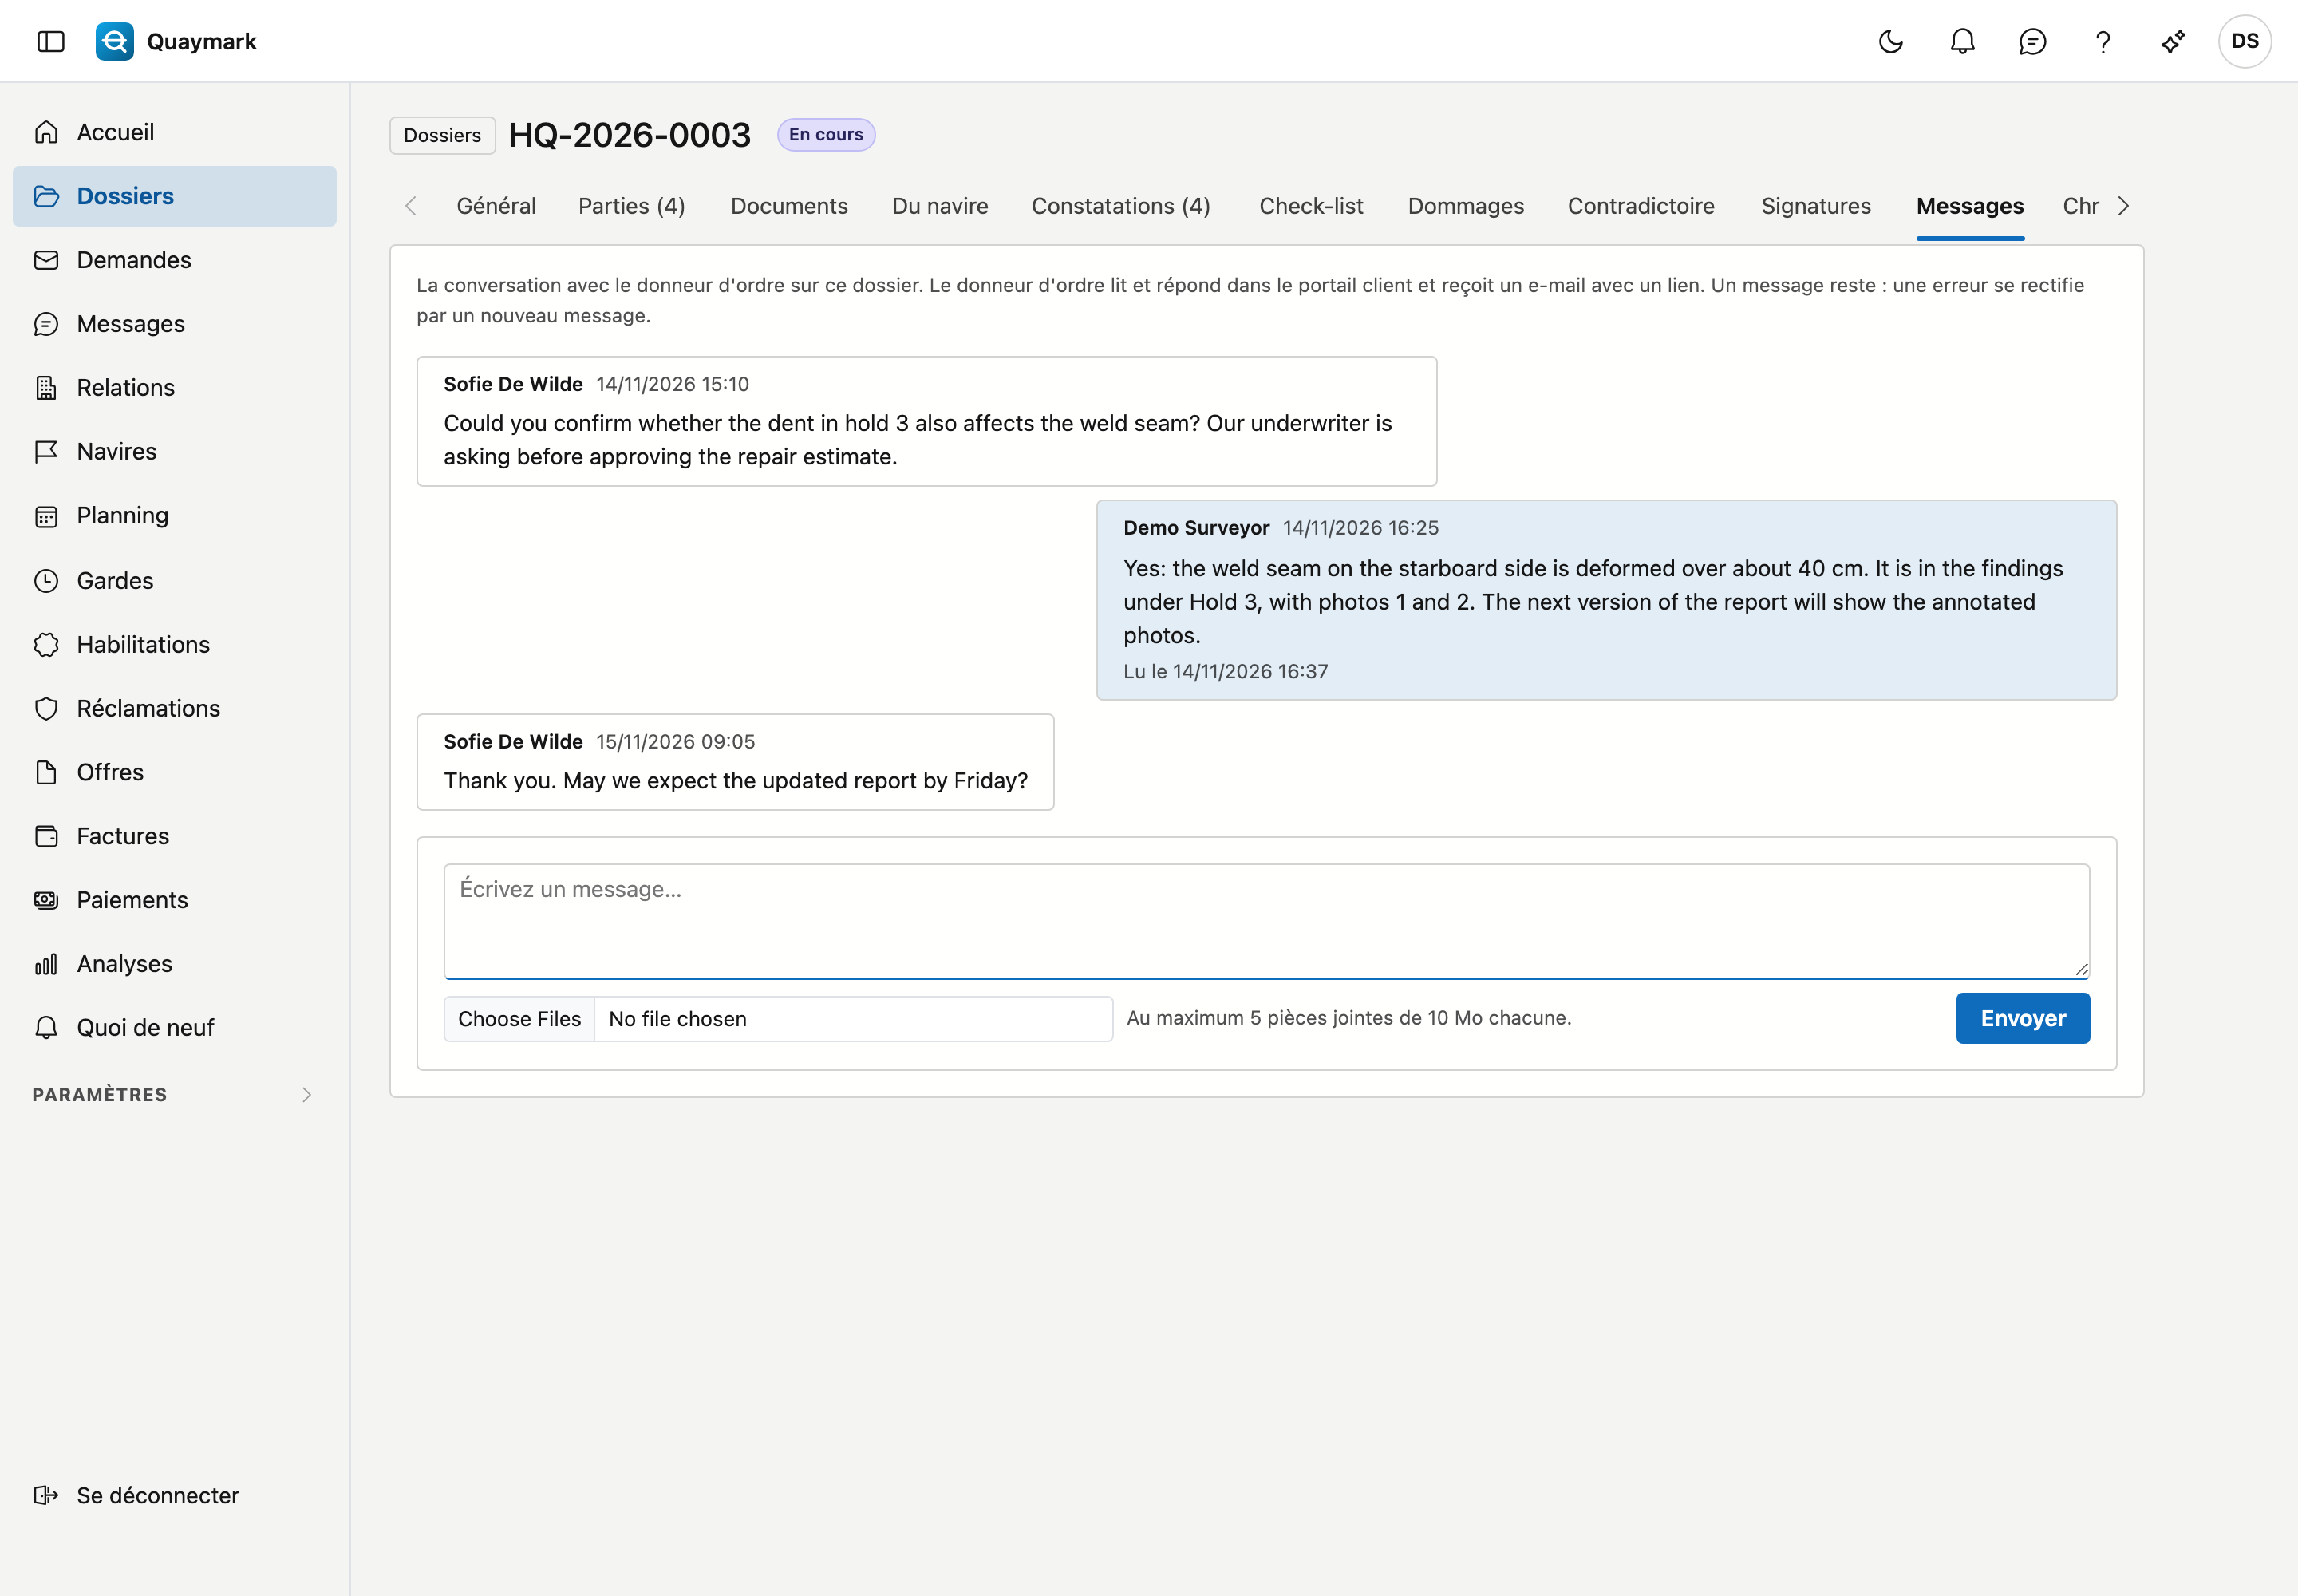 Quaymark
DS
Accueil
Dossiers
Demandes
Messages
Relations
Navires
Planning
Gardes
Habilitations
Réclamations
Offres
Factures
Paiements
Analyses
Quoi de neuf
PARAMÈTRES
Se déconnecter
Dossiers HQ-2026-0003 En cours
Général Parties (4) Documents Du navire Constatations (4) Check-list Dommages Contradictoire Signatures Messages Chr
La conversation avec le donneur d'ordre sur ce dossier. Le donneur d'ordre lit et répond dans le portail client et reçoit un e-mail avec un lien. Un message reste : une erreur se rectifie
par un nouveau message.
Sofie De Wilde 14/11/2026 15:10
Could you confirm whether the dent in hold 3 also affects the weld seam? Our underwriter is
asking before approving the repair estimate.
Demo Surveyor 14/11/2026 16:25
Yes: the weld seam on the starboard side is deformed over about 40 cm. It is in the findings
under Hold 3, with photos 1 and 2. The next version of the report will show the annotated
photos.
Lu le 14/11/2026 16:37
Sofie De Wilde 15/11/2026 09:05
Thank you. May we expect the updated report by Friday?
Écrivez un message...
Choose Files No file chosen Au maximum 5 pièces jointes de 10 Mo chacune. Envoyer